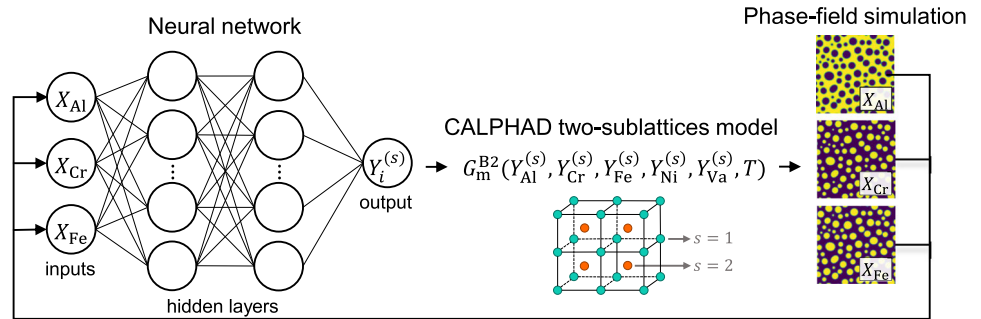 Neural network
Phase-field simulation
X_Al
X_Cr
X_Fe
inputs
hidden layers
Y_i^(s)
output
CALPHAD two-sublattices model
G_m^B2(Y_Al^(s), Y_Cr^(s), Y_Fe^(s), Y_Ni^(s), Y_Va^(s), T)
s = 1
s = 2
X_Al
X_Cr
X_Fe